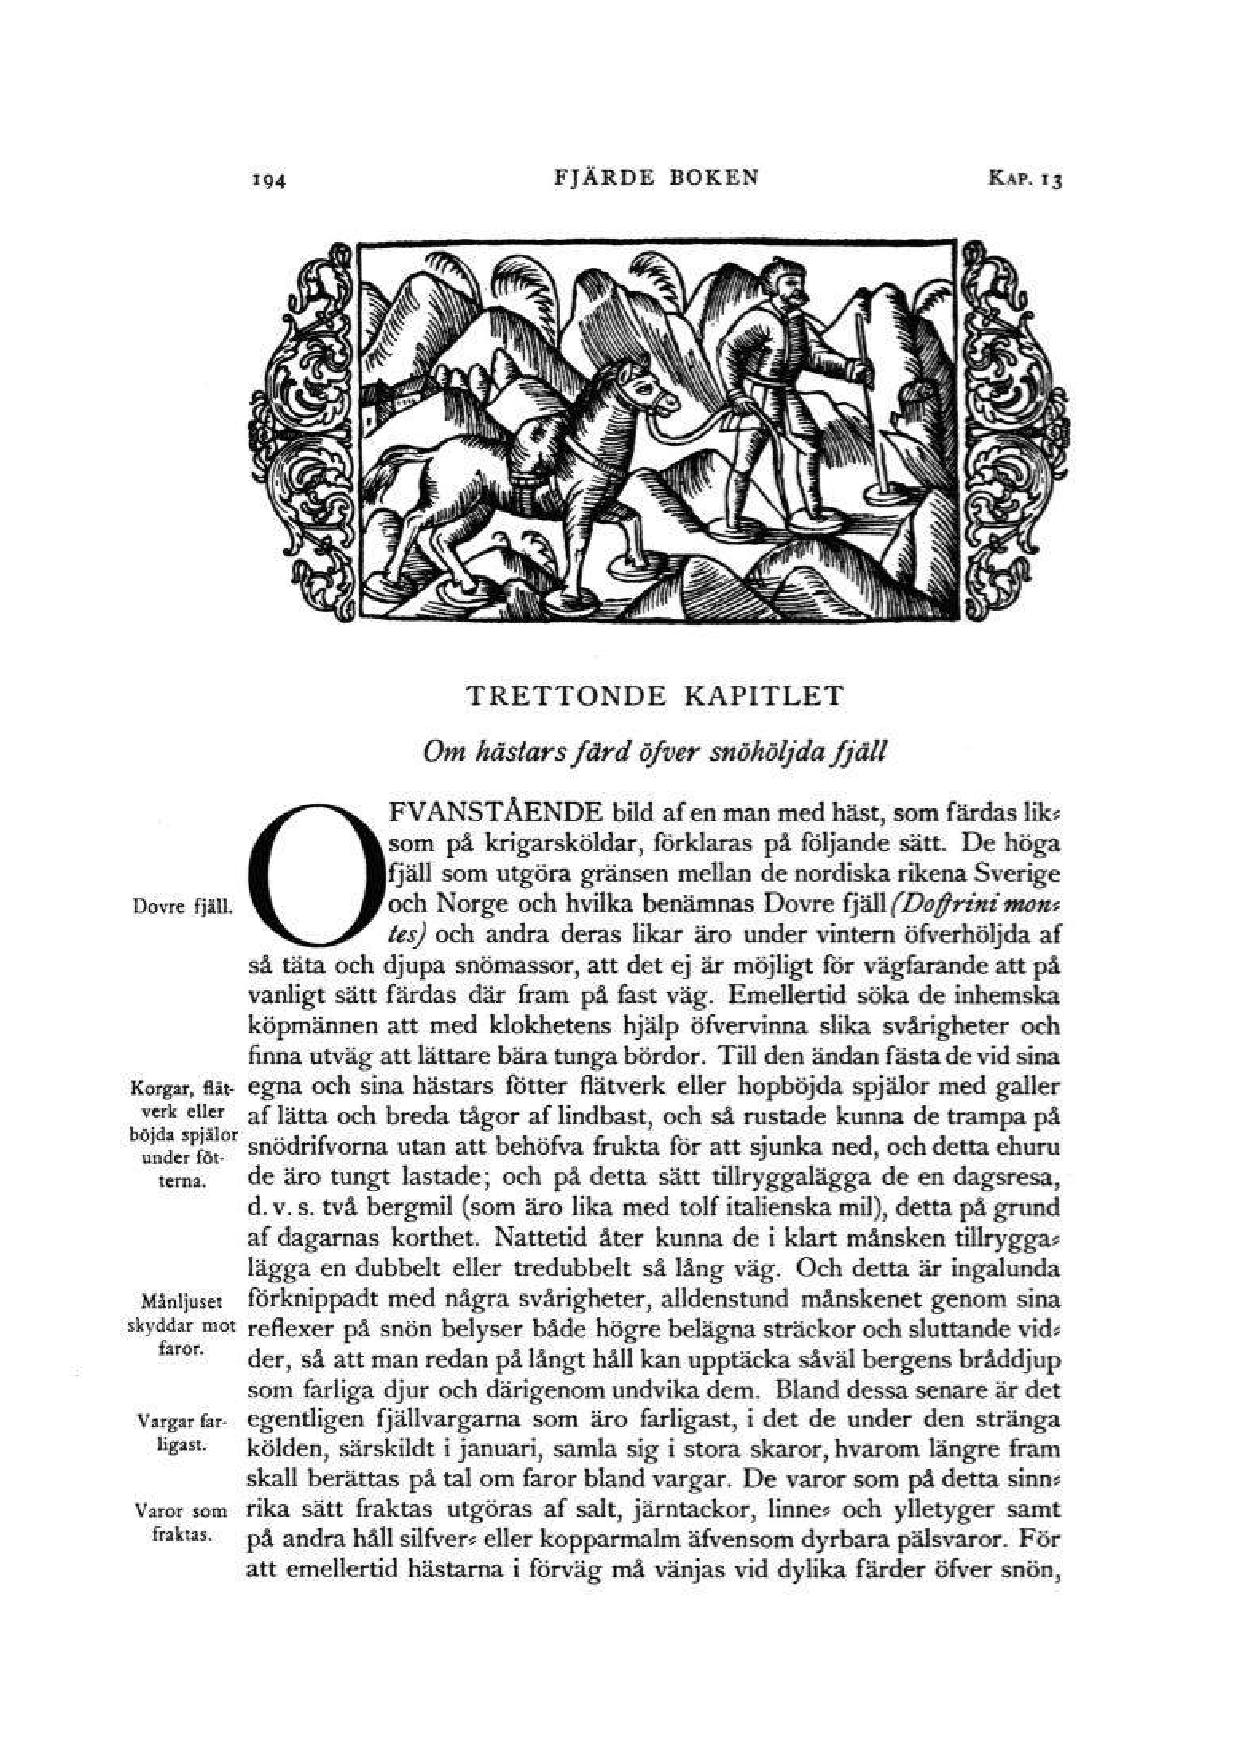 194 FJÄRDE BOKEN KAP. 13
TRETTONDE KAPITLET
Om hästars färd öfver snöhöljda fjäll
OFVANSTÅENDE bild af en man med häst, som färdas lik-
som på krigarsköldar, förklaras på följande sätt. De höga
fjäll som utgöra gränsen mellan de nordiska rikena Sverige
Dovre fjäll.
och Norge och hvilka benämnas Dovre fjäll (Doffrini mon-
tes) och andra deras likar äro under vintern öfverhöljda af
så täta och djupa snömassor, att det ej är möjligt för vägfarande att på
vanligt sätt färdas där fram på fast väg. Emellertid söka de inhemska
köpmännen att med klokhetens hjälp öfvervinna slika svårigheter och
finna utväg att lättare bära tunga bördor. Till den ändan fästa de vid sina
Korgar, flät-
verk eller
böjda spjälor
under föt-
terna.
egna och sina hästars fötter flätverk eller hopböjda spjälor med galler
af lätta och breda tågor af lindbast, och så rustade kunna de trampa på
snödrifvorna utan att behöfva frukta för att sjunka ned, och detta ehuru
de äro tungt lastade; och på detta sätt tillryggalägga de en dagsresa,
d. v. s. två bergmil (som äro lika med tolf italienska mil), detta på grund
af dagarnas korthet. Nattetid åter kunna de i klart månsken tillrygga-
lägga en dubbelt eller tredubbelt så lång väg. Och detta är ingalunda
Månljuset
skyddar mot
faror.
förknippadt med några svårigheter, alldenstund månskenet genom sina
reflexer på snön belyser både högre belägna sträckor och sluttande vid-
der, så att man redan på långt håll kan upptäcka såväl bergens bråddjup
som farliga djur och därigenom undvika dem. Bland dessa senare är det
Vargar far-
ligast.
egentligen fjällvargarna som äro farligast, i det de under den stränga
kölden, särskildt i januari, samla sig i stora skaror, hvarom längre fram
skall berättas på tal om faror bland vargar. De varor som på detta sinn-
Varor som
fraktas.
rika sätt fraktas utgöras af salt, järntackor, linne- och ylletyger samt
på andra håll silfver- eller kopparmalm äfvensom dyrbara pälsvaror. För
att emellertid hästarna i förväg må vänjas vid dylika färder öfver snön,